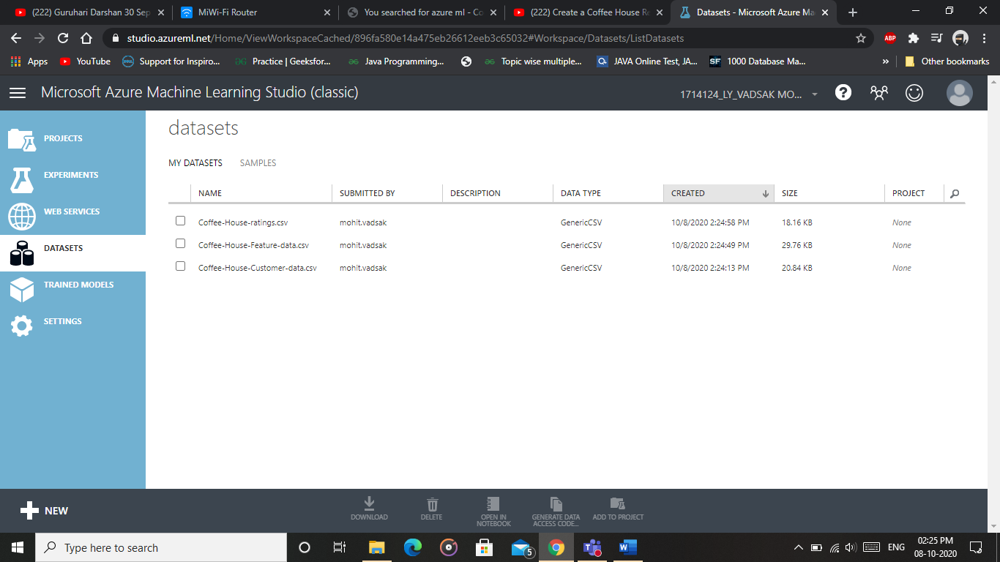 (222) Guruhari Darshan 30 Sep
MiWi-Fi Router
You searched for azure ml - Co
(222) Create a Coffee House Re
Datasets - Microsoft Azure Ma
studio.azureml.net/Home/ViewWorkspaceCached/896fa580e14a475eb26612eeb3c65032#Workspace/Datasets/ListDatasets
ABP
Apps YouTube Support for Inspiro... Practice | Geeksfor... Java Programming... Topic wise multiple... JAVA Online Test, JA... SF 1000 Database Ma... » Other bookmarks
Microsoft Azure Machine Learning Studio (classic)
1714124_LY_VADSAK MO...
?
PROJECTS
EXPERIMENTS
WEB SERVICES
DATASETS
TRAINED MODELS
SETTINGS
datasets
MY DATASETS SAMPLES
NAME SUBMITTED BY DESCRIPTION DATA TYPE CREATED SIZE PROJECT
Coffee-House-ratings.csv mohit.vadsak GenericCSV 10/8/2020 2:24:58 PM 18.16 KB None
Coffee-House-Feature-data.csv mohit.vadsak GenericCSV 10/8/2020 2:24:49 PM 29.76 KB None
Coffee-House-Customer-data.csv mohit.vadsak GenericCSV 10/8/2020 2:24:13 PM 20.84 KB None
NEW
DOWNLOAD
DELETE
OPEN IN
NOTEBOOK
GENERATE DATA
ACCESS CODE...
ADD TO PROJECT
Type here to search
5
ENG
02:25 PM
08-10-2020